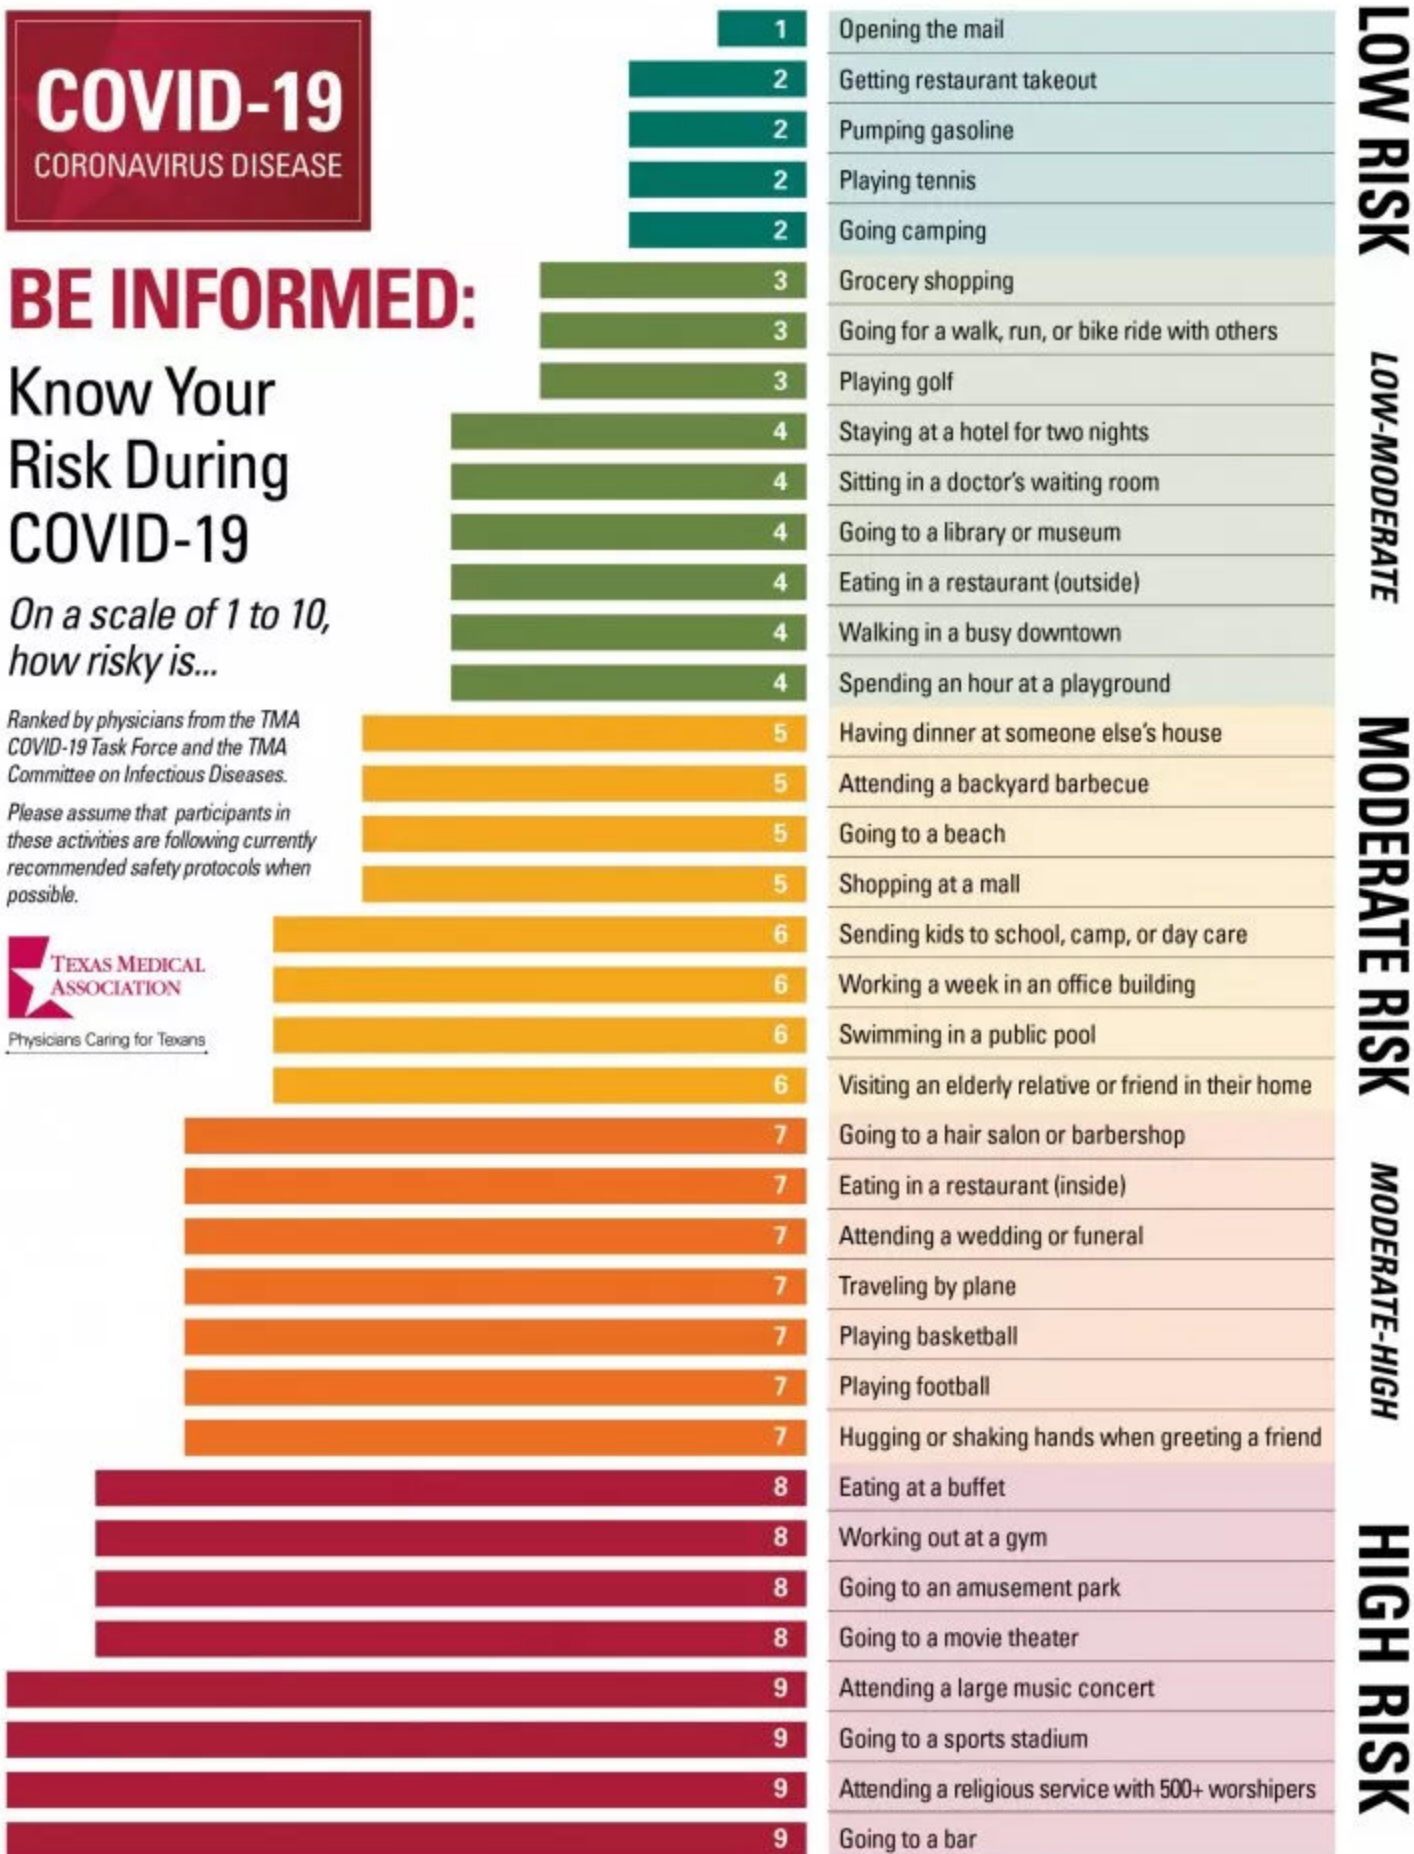 COVID-19
CORONAVIRUS DISEASE
BE INFORMED:
Know Your
Risk During
COVID-19
On a scale of 1 to 10,
how risky is...
Ranked by physicians from the TMA
COVID-19 Task Force and the TMA
Committee on Infectious Diseases.
Please assume that participants in
these activities are following currently
recommended safety protocols when
possible.
TEXAS MEDICAL
ASSOCIATION
Physicians Caring for Texans
LOW RISK
1 Opening the mail
2 Getting restaurant takeout
2 Pumping gasoline
2 Playing tennis
2 Going camping
LOW-MODERATE
3 Grocery shopping
3 Going for a walk, run, or bike ride with others
3 Playing golf
4 Staying at a hotel for two nights
4 Sitting in a doctor's waiting room
4 Going to a library or museum
4 Eating in a restaurant (outside)
4 Walking in a busy downtown
4 Spending an hour at a playground
MODERATE RISK
5 Having dinner at someone else's house
5 Attending a backyard barbecue
5 Going to a beach
5 Shopping at a mall
6 Sending kids to school, camp, or day care
6 Working a week in an office building
6 Swimming in a public pool
6 Visiting an elderly relative or friend in their home
MODERATE-HIGH
7 Going to a hair salon or barbershop
7 Eating in a restaurant (inside)
7 Attending a wedding or funeral
7 Traveling by plane
7 Playing basketball
7 Playing football
7 Hugging or shaking hands when greeting a friend
HIGH RISK
8 Eating at a buffet
8 Working out at a gym
8 Going to an amusement park
8 Going to a movie theater
9 Attending a large music concert
9 Going to a sports stadium
9 Attending a religious service with 500+ worshipers
9 Going to a bar